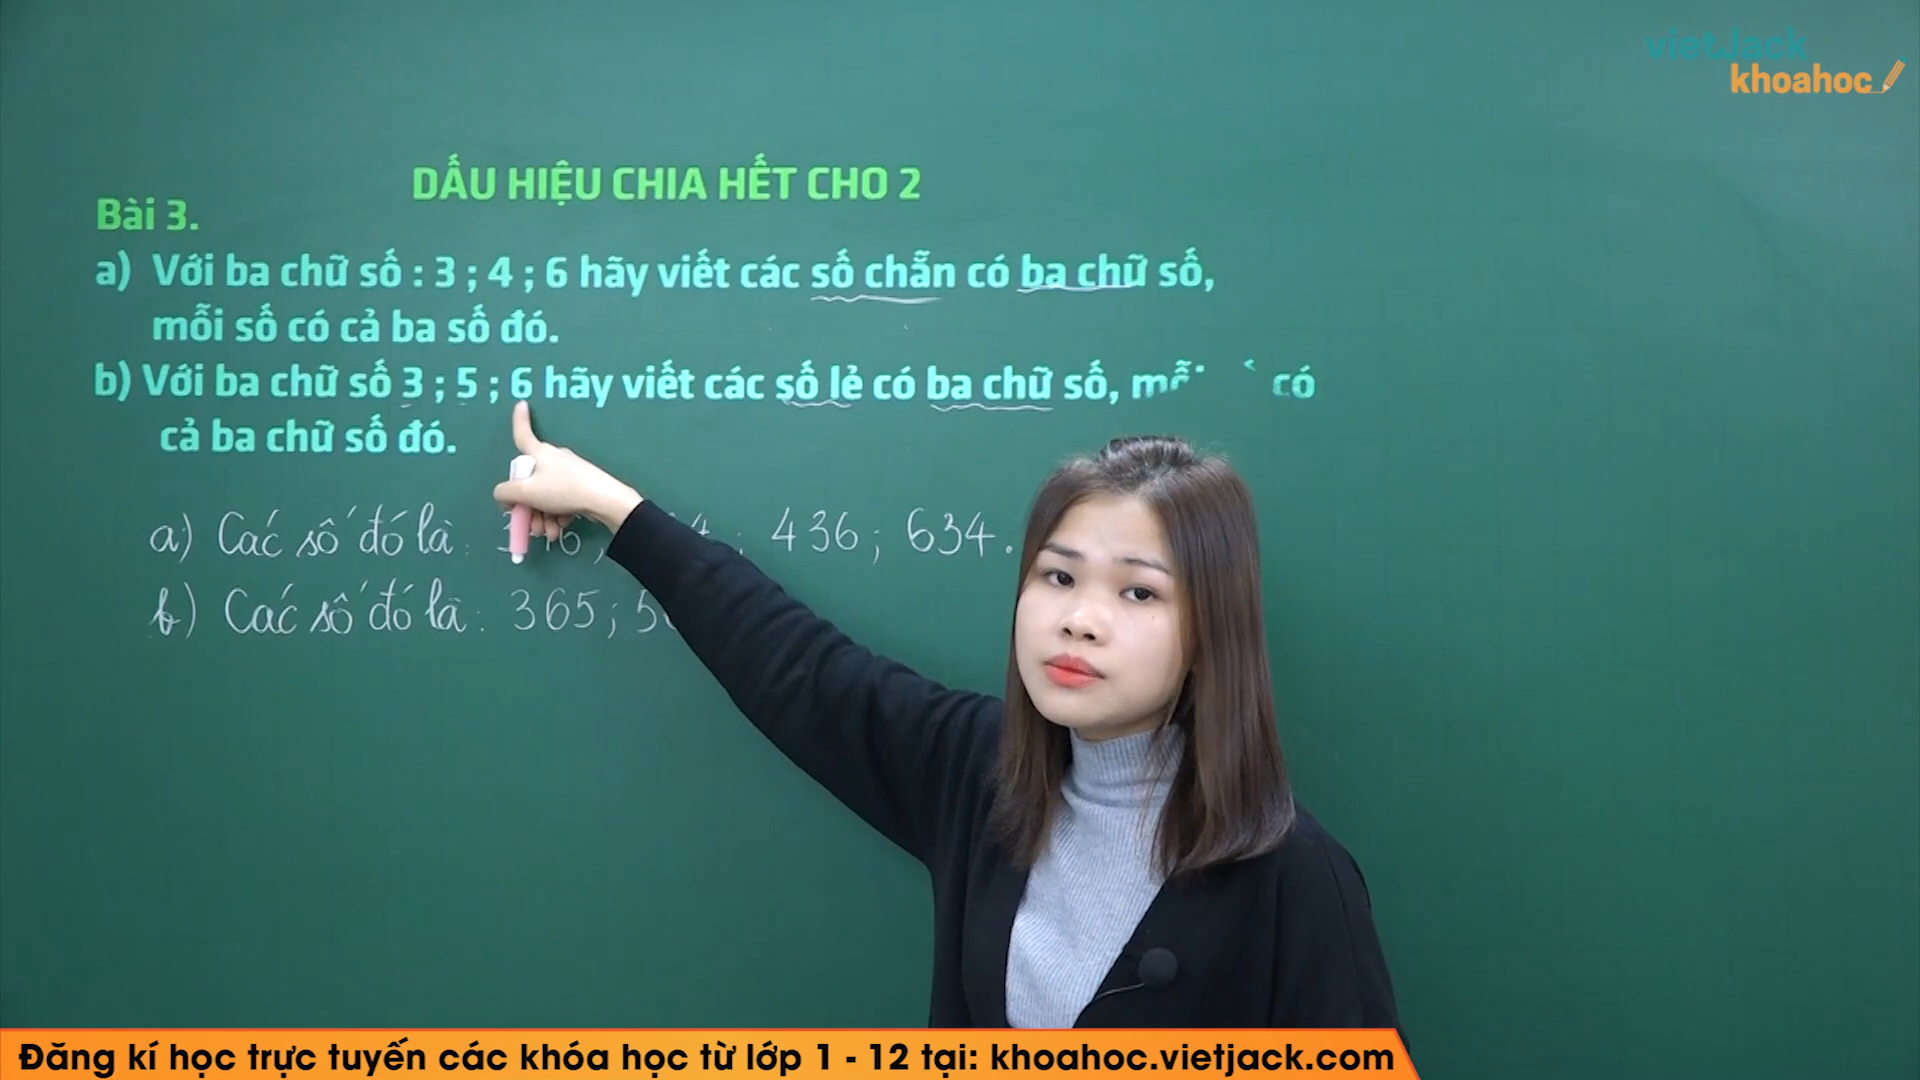 vietJack
khoahoc
DẤU HIỆU CHIA HẾT CHO 2
Bài 3.
a) Với ba chữ số : 3 ; 4 ; 6 hãy viết các số chẵn có ba chữ số,
mỗi số có cả ba số đó.
b) Với ba chữ số 3 ; 5 ; 6 hãy viết các số lẻ có ba chữ số, có
cả ba chữ số đó.
a) Các số đó là : 436 ; 634 .
b) Các số đó là : 365 ;
Đăng kí học trực tuyến các khóa học từ lớp 1 - 12 tại: khoahoc.vietjack.com